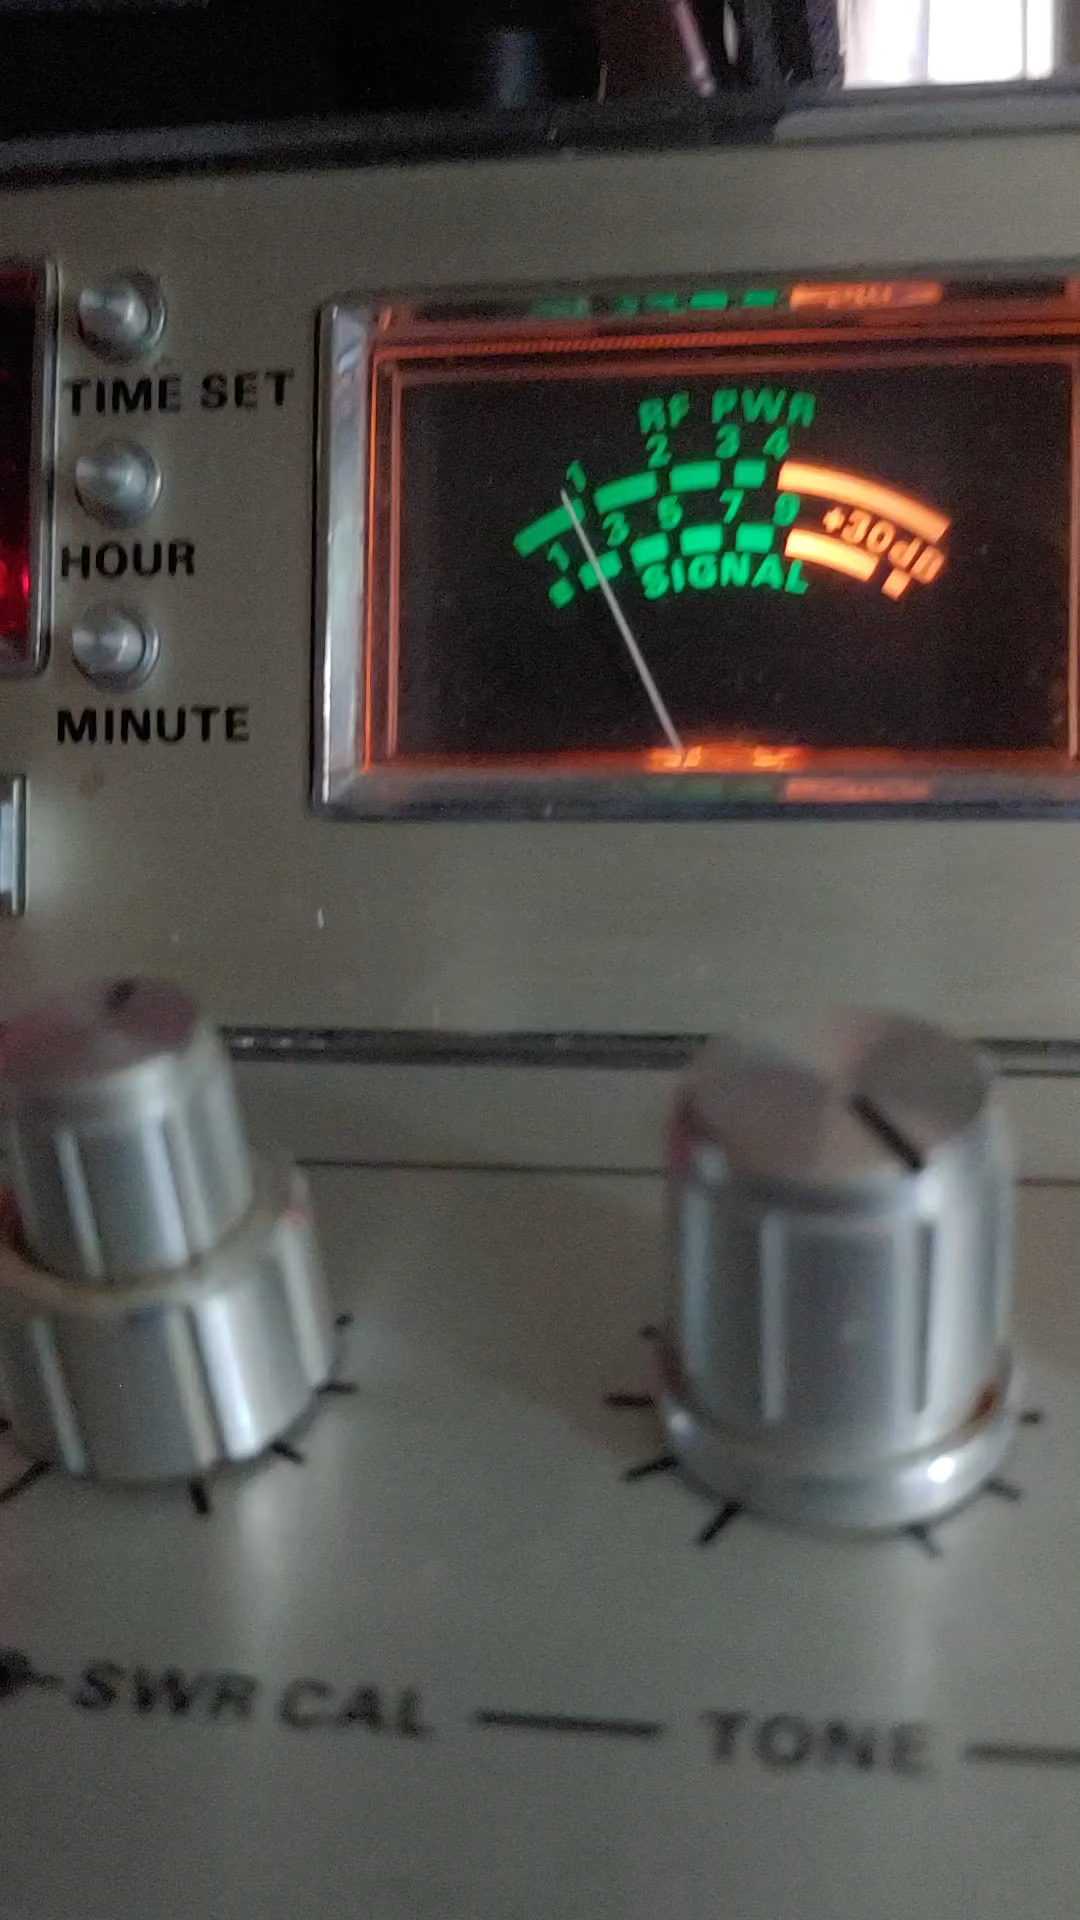 TIME SET
HOUR
MINUTE
RF PWR
1 2 3 4
1 3 5 7 9 +30dB
SIGNAL
SWR CAL
TONE